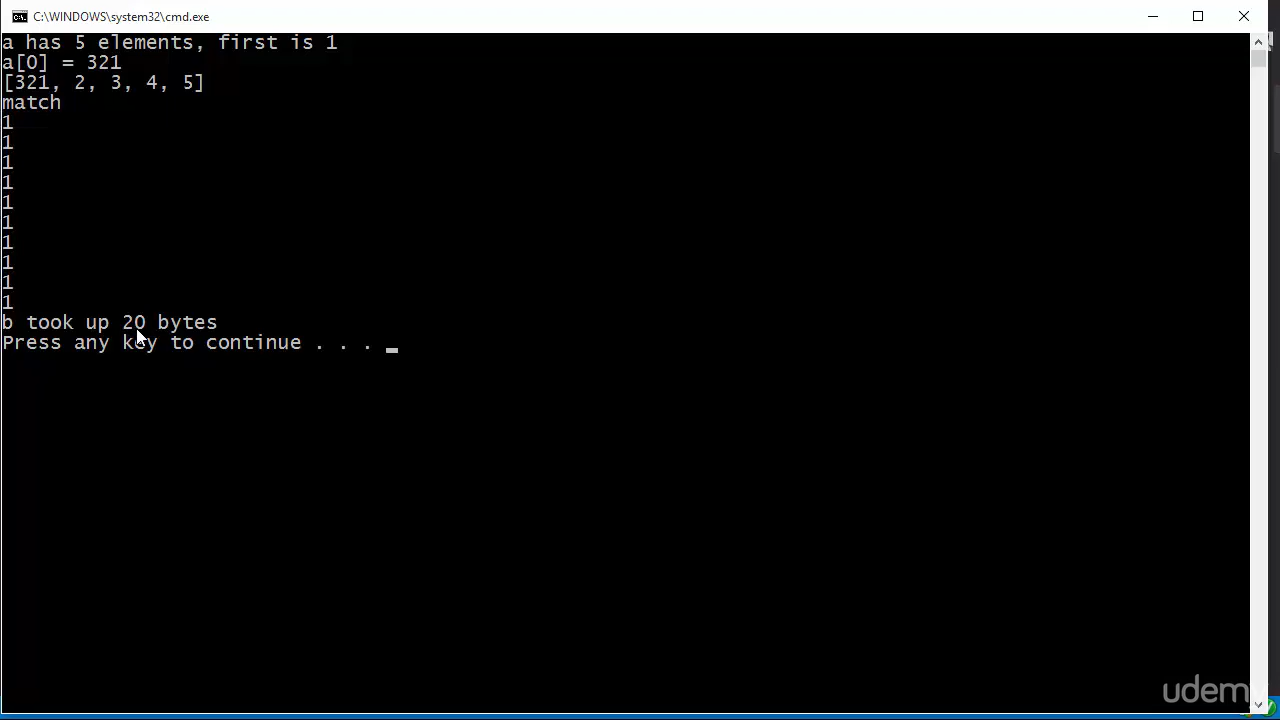 C:\WINDOWS\system32\cmd.exe
a has 5 elements, first is 1
a[0] = 321
[321, 2, 3, 4, 5]
match
1
1
1
1
1
1
1
1
1
1
b took up 20 bytes
Press any key to continue . . .
udemy